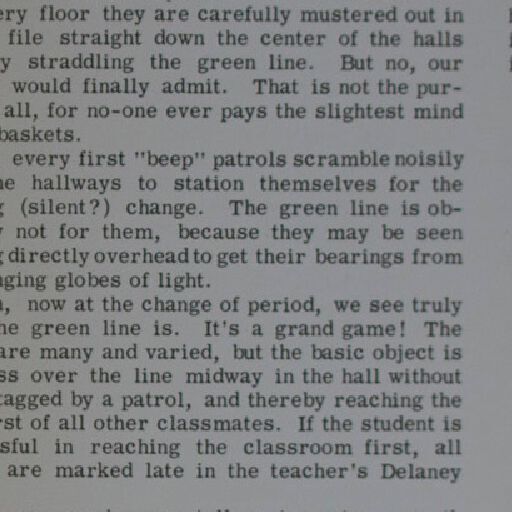 ery floor they are carefully mustered out in
file straight down the center of the halls
y straddling the green line. But no, our
would finally admit. That is not the pur-
all, for no-one ever pays the slightest mind
baskets.
every first "beep" patrols scramble noisily
he hallways to station themselves for the
g (silent?) change. The green line is ob-
not for them, because they may be seen
g directly overhead to get their bearings from
nging globes of light.
n, now at the change of period, we see truly
he green line is. It's a grand game! The
are many and varied, but the basic object is
ss over the line midway in the hall without
tagged by a patrol, and thereby reaching the
rst of all other classmates. If the student is
sful in reaching the classroom first, all
are marked late in the teacher's Delaney